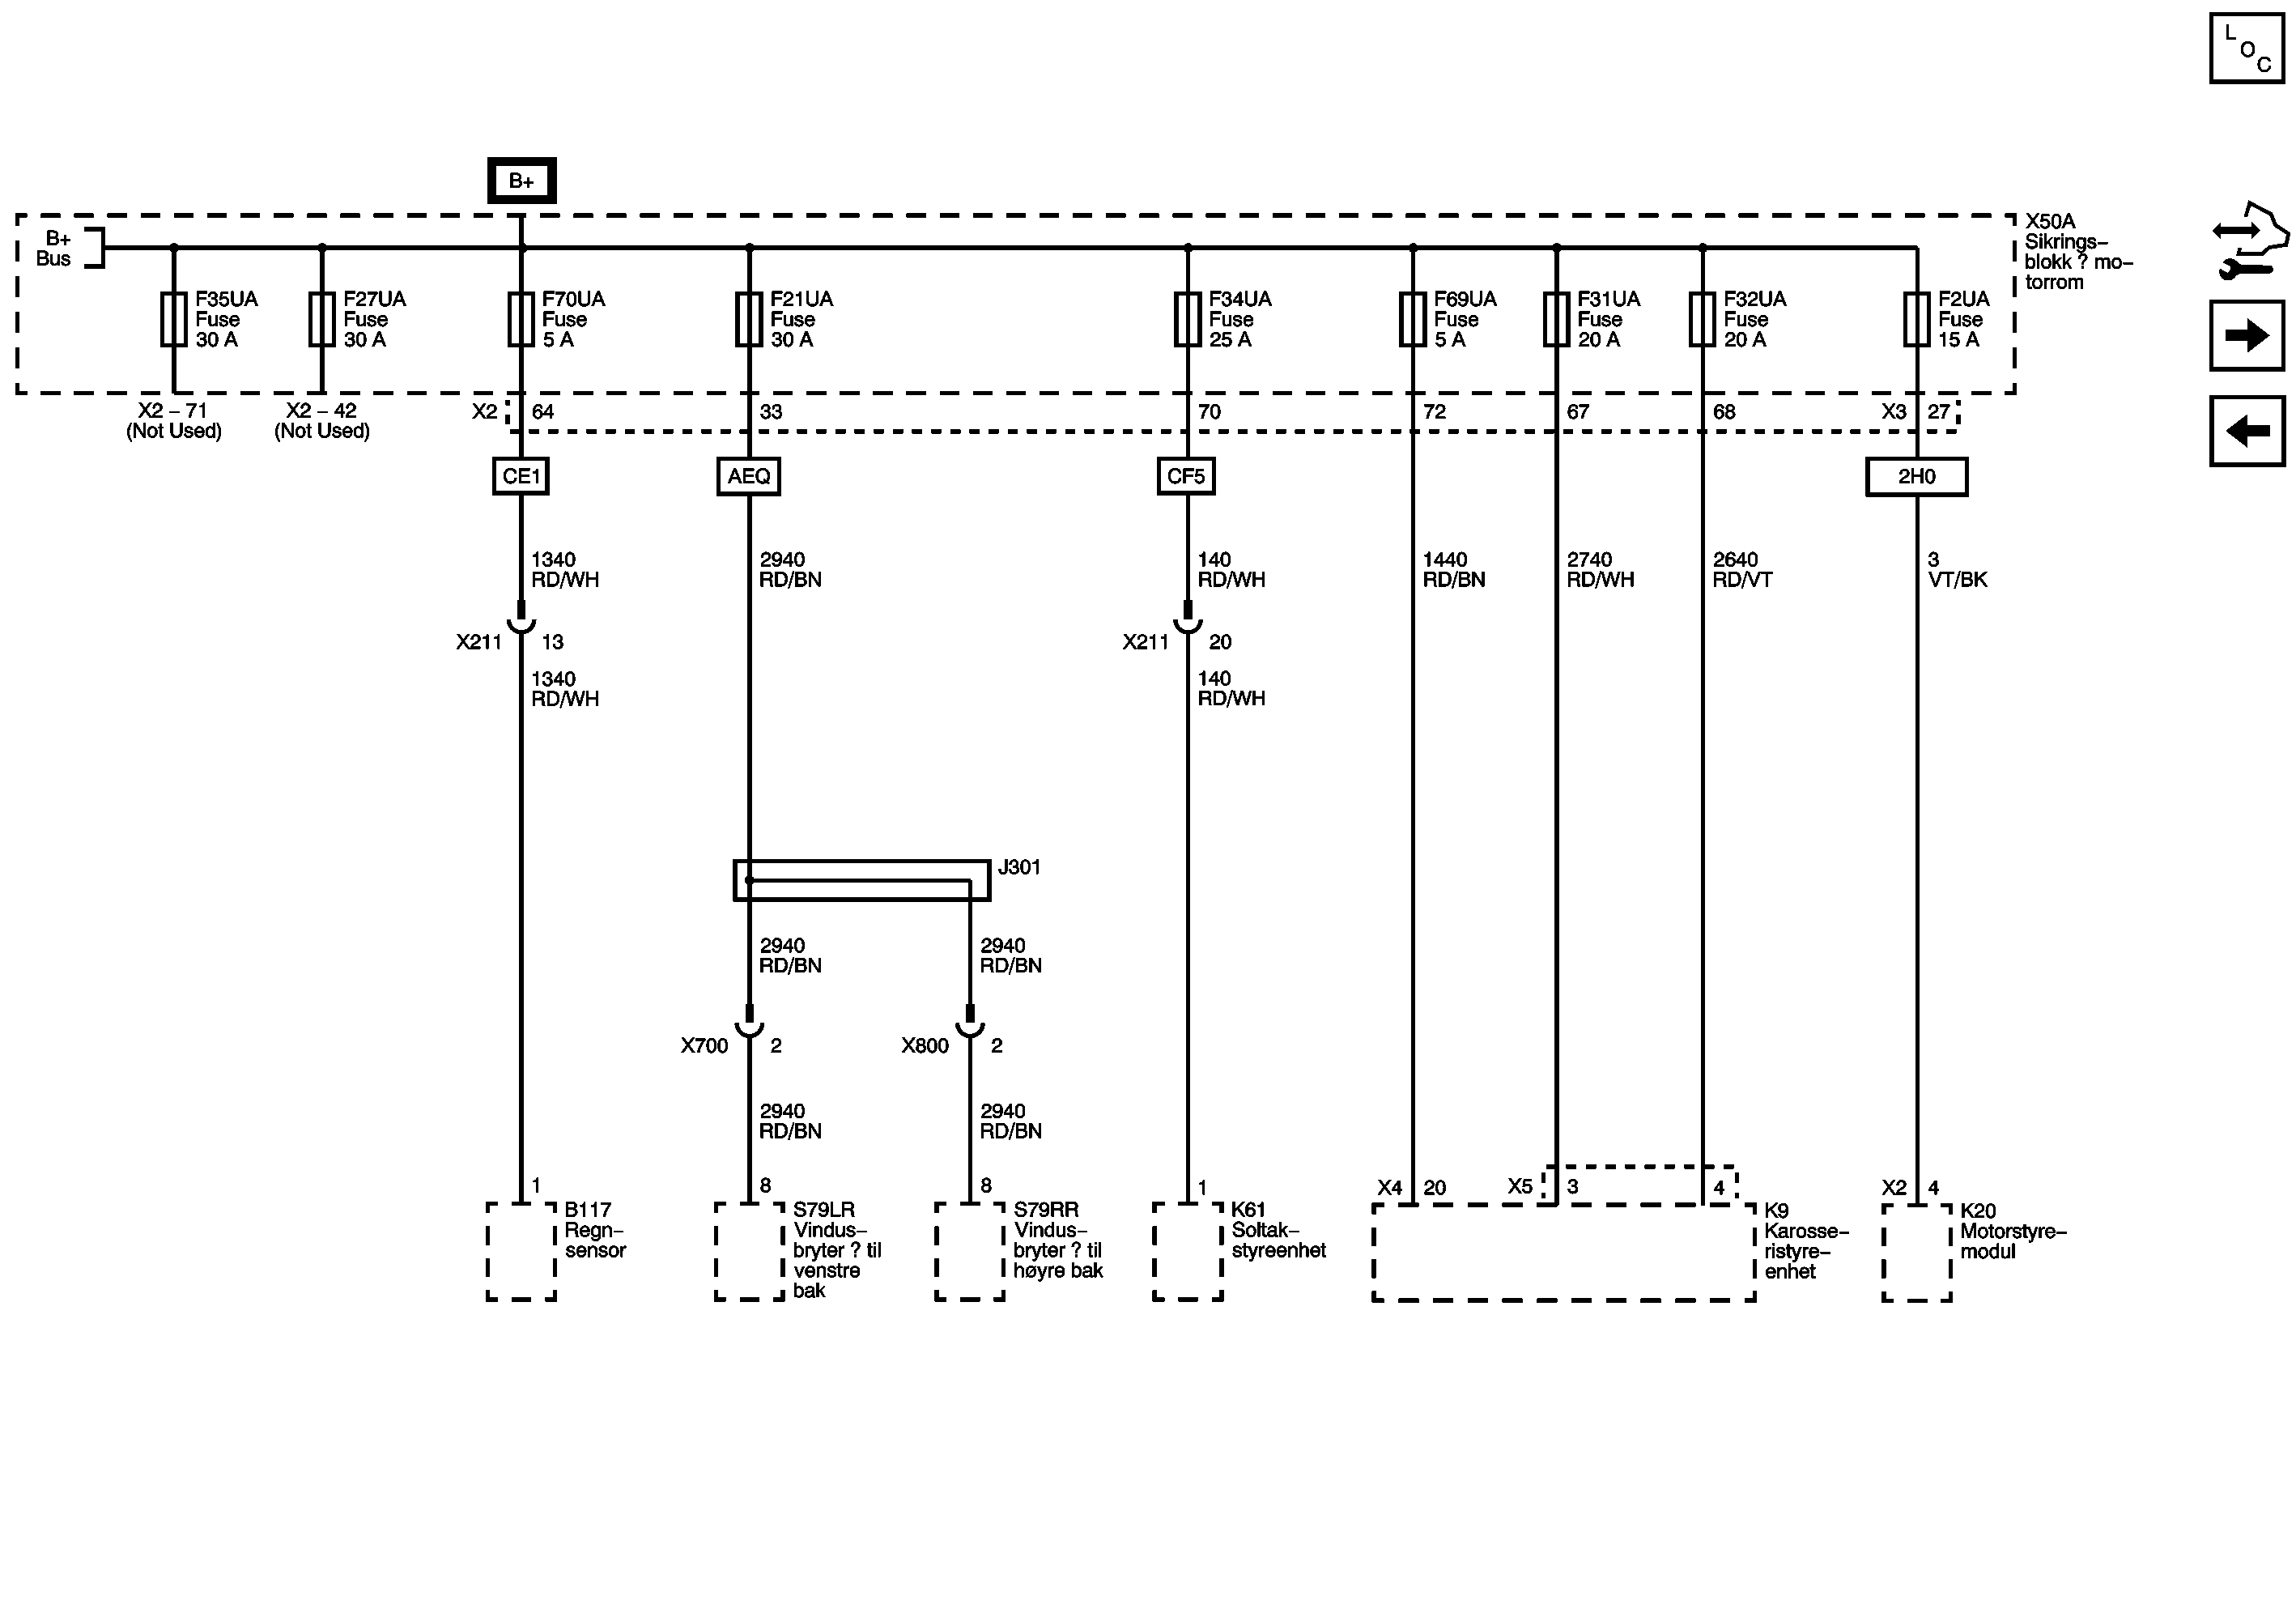 L
O
C
B+
B+
Bus
X50A
Sikrings–
blokk ? mo–
torrom
F35UA
Fuse
30 A
F27UA
Fuse
30 A
F70UA
Fuse
5 A
F21UA
Fuse
30 A
F34UA
Fuse
25 A
F69UA
Fuse
5 A
F31UA
Fuse
20 A
F32UA
Fuse
20 A
F2UA
Fuse
15 A
X2 – 71
(Not Used)
X2 – 42
(Not Used)
X2 64
33
70
72
67
68
X3 27
CE1
AEQ
CF5
2H0
1340
RD/WH
2940
RD/BN
140
RD/WH
1440
RD/BN
2740
RD/WH
2640
RD/VT
3
VT/BK
X211 13
X211 20
1340
RD/WH
140
RD/WH
J301
2940
RD/BN
2940
RD/BN
X700 2
X800 2
2940
RD/BN
2940
RD/BN
1
8
8
1
X4 20
X5 3
4
X2 4
B117
Regn–
sensor
S79LR
Vindus–
bryter ? til
venstre
bak
S79RR
Vindus–
bryter ? til
høyre bak
K61
Soltak–
styreenhet
K9
Karosse–
ristyre–
enhet
K20
Motorstyre–
modul